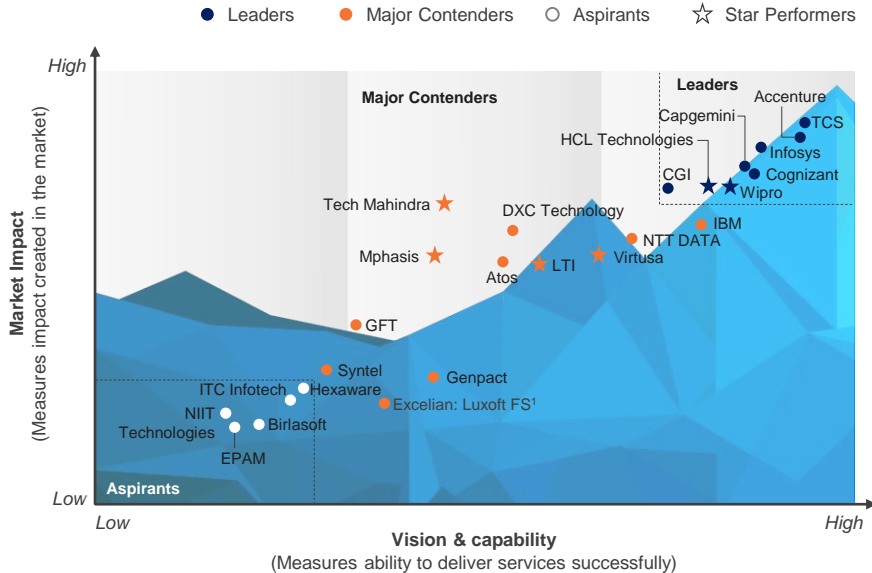 Leaders
Major Contenders
Aspirants
Star Performers
High
Market Impact
(Measures impact created in the market)
Low
Major Contenders
Leaders
Accenture
Capgemini
TCS
HCL Technologies
Infosys
CGI
Cognizant
Wipro
Tech Mahindra
DXC Technology
IBM
NTT DATA
Mphasis
Atos
LTI
Virtusa
GFT
Syntel
Genpact
ITC Infotech
Hexaware
Excelian: Luxoft FS¹
NIIT
Technologies
Birlasoft
EPAM
Aspirants
Low
High
Vision & capability
(Measures ability to deliver services successfully)